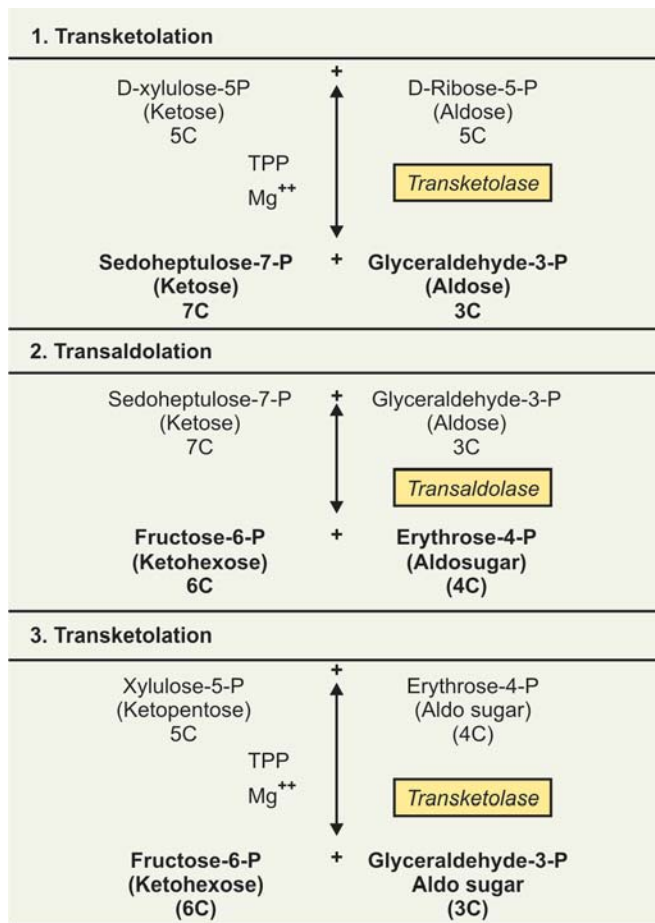 1. Transketolation
+
D-xylulose-5P D-Ribose-5-P
(Ketose) (Aldose)
5C 5C
TPP
Mg++ Transketolase
Sedoheptulose-7-P + Glyceraldehyde-3-P
(Ketose) (Aldose)
7C 3C
2. Transaldolation
Sedoheptulose-7-P + Glyceraldehyde-3-P
(Ketose) (Aldose)
7C 3C
Transaldolase
Fructose-6-P + Erythrose-4-P
(Ketohexose) (Aldosugar)
6C (4C)
3. Transketolation
+
Xylulose-5-P Erythrose-4-P
(Ketopentose) (Aldo sugar)
5C (4C)
TPP
Mg++ Transketolase
Fructose-6-P + Glyceraldehyde-3-P
(Ketohexose) Aldo sugar
(6C) (3C)